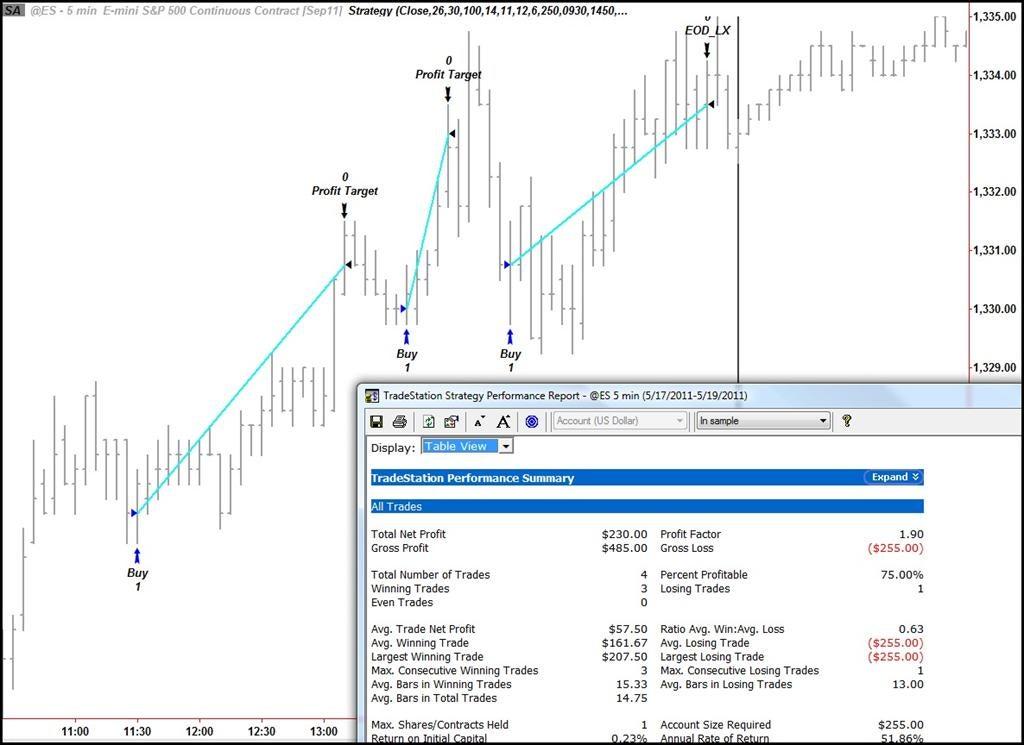 SA @ES - 5 min E-mini S&P 500 Continuous Contract [Sep11] Strategy (Close,26,30,100,14,11,12,6,250,0930,1450,...
0
EOD_LX
0
Profit Target
0
Profit Target
Buy
1
Buy
1
Buy
1
1,335.00
1,334.00
1,333.00
1,332.00
1,331.00
1,330.00
1,329.00
11:00 11:30 12:00 12:30 13:00
TradeStation Strategy Performance Report - @ES 5 min (5/17/2011-5/19/2011)
A A Account (US Dollar) In sample ?
Display: Table View
TradeStation Performance Summary Expand
All Trades
Total Net Profit $230.00 Profit Factor 1.90
Gross Profit $485.00 Gross Loss ($255.00)
Total Number of Trades 4 Percent Profitable 75.00%
Winning Trades 3 Losing Trades 1
Even Trades 0
Avg. Trade Net Profit $57.50 Ratio Avg. Win:Avg. Loss 0.63
Avg. Winning Trade $161.67 Avg. Losing Trade ($255.00)
Largest Winning Trade $207.50 Largest Losing Trade ($255.00)
Max. Consecutive Winning Trades 3 Max. Consecutive Losing Trades 1
Avg. Bars in Winning Trades 15.33 Avg. Bars in Losing Trades 13.00
Avg. Bars in Total Trades 14.75
Max. Shares/Contracts Held 1 Account Size Required $255.00
Return on Initial Capital 0.23% Annual Rate of Return 51.86%